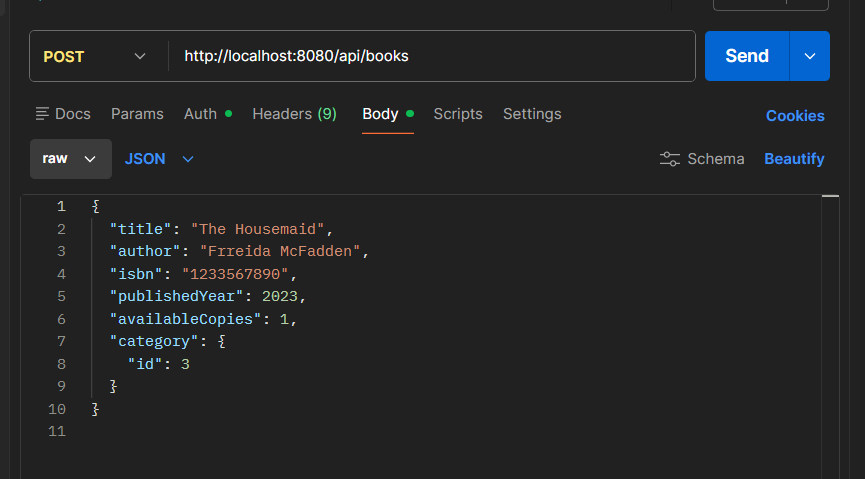 POST http://localhost:8080/api/books Send
Docs Params Auth Headers (9) Body Scripts Settings Cookies
raw JSON Schema Beautify
1 {
2 "title": "The Housemaid",
3 "author": "Frreida McFadden",
4 "isbn": "1233567890",
5 "publishedYear": 2023,
6 "availableCopies": 1,
7 "category": {
8 "id": 3
9 }
10 }
11